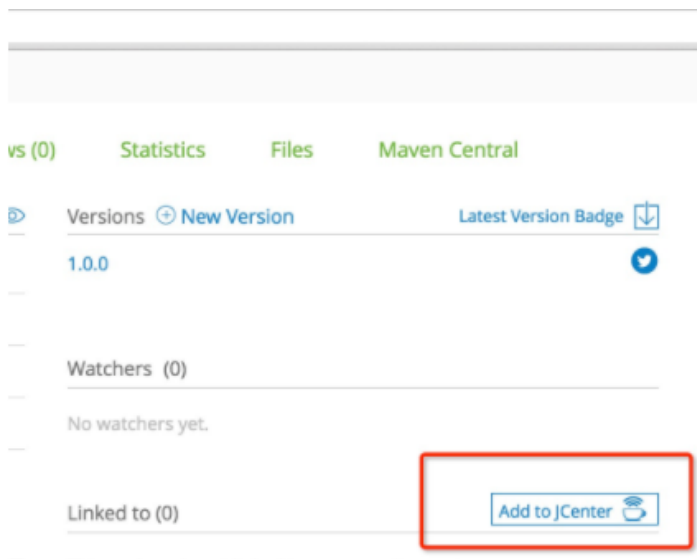 ws (0) Statistics Files Maven Central
Versions New Version Latest Version Badge
1.0.0
Watchers (0)
No watchers yet.
Linked to (0) Add to JCenter